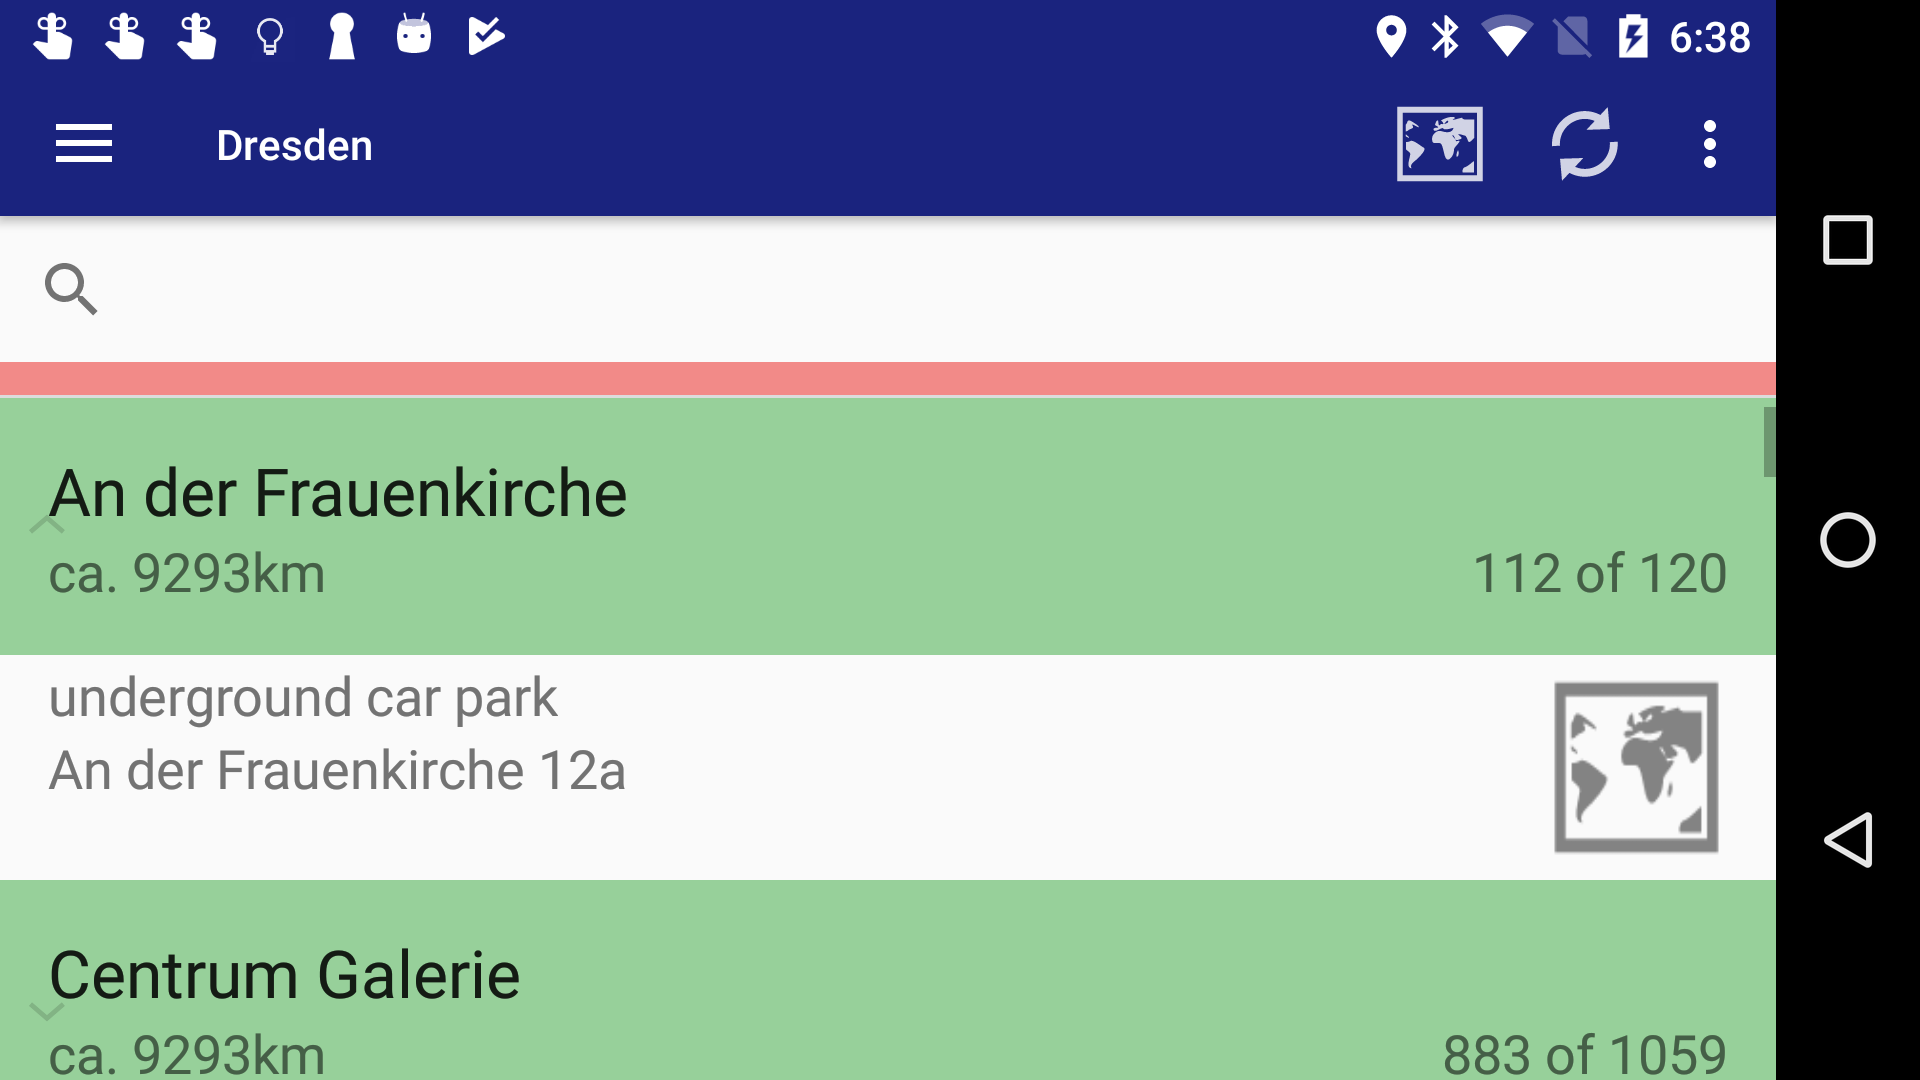 6:38
Dresden
An der Frauenkirche
ca. 9293km
112 of 120
underground car park
An der Frauenkirche 12a
Centrum Galerie
ca. 9293km
883 of 1059